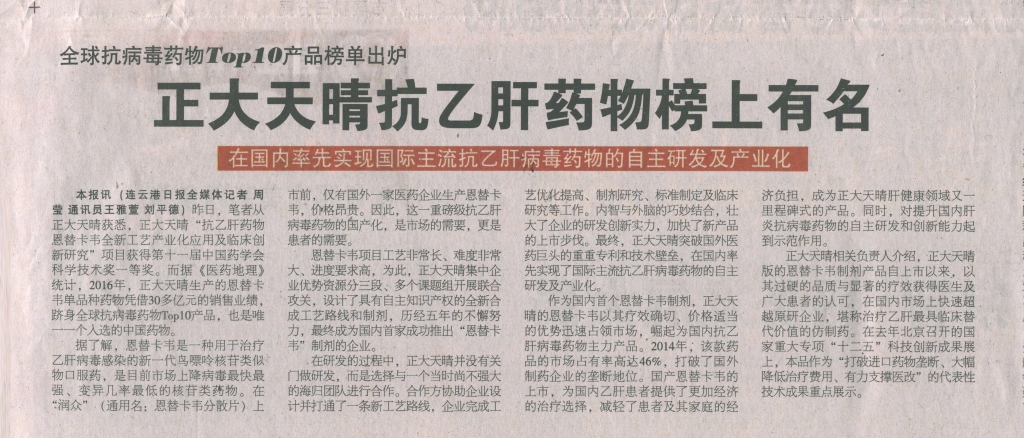 全球抗病毒药物Top10产品榜单出炉
正大天晴抗乙肝药物榜上有名
在国内率先实现国际主流抗乙肝病毒药物的自主研发及产业化
本报讯（连云港日报全媒体记者 周
莹 通讯员王雅萱 刘平德）昨日，笔者从
正大天晴获悉，正大天晴“抗乙肝药物
恩替卡韦全新工艺产业化应用及临床创
新研究”项目获得第十一届中国药学会
科学技术奖一等奖。而据《医药地理》
统计，2016年，正大天晴生产的恩替卡
韦单品种药物凭借30多亿元的销售业绩，
跻身全球抗病毒药物Top10产品，也是唯
一一个入选的中国药物。
据了解，恩替卡韦是一种用于治疗
乙肝病毒感染的新一代鸟嘌呤核苷类似
物口服药，是目前市场上降病毒最快最
强、变异几率最低的核苷类药物。在
“润众”（通用名：恩替卡韦分散片）上
市前，仅有国外一家医药企业生产恩替卡
韦，价格昂贵。因此，这一重磅级抗乙肝
病毒药物的国产化，是市场的需要，更是
患者的需要。
恩替卡韦项目工艺非常长、难度非常
大、进度要求高，为此，正大天晴集中企
业优势资源分三段、多个课题组开展联合
攻关，设计了具有自主知识产权的全新合
成工艺路线和制剂，历经五年的不懈努
力，最终成为国内首家成功推出“恩替卡
韦”制剂的企业。
在研发的过程中，正大天晴并没有关
门做研发，而是选择与一个当时尚不强大
的海归团队进行合作。合作方协助企业设
计并打通了一条新工艺路线，企业完成工
艺优化提高、制剂研究、标准制定及临床
研究等工作。内智与外脑的巧妙结合，壮
大了企业的研发创新实力，加快了新产品
的上市步伐。最终，正大天晴突破国外医
药巨头的重重专利和技术壁垒，在国内率
先实现了国际主流抗乙肝病毒药物的自主
研发及产业化。
作为国内首个恩替卡韦制剂，正大天
晴的恩替卡韦以其疗效确切、价格适当
的优势迅速占领市场，崛起为国内抗乙
肝病毒药物主力产品。2014年，该款药
品的市场占有率高达46%，打破了国外
制药企业的垄断地位。国产恩替卡韦的
上市，为国内乙肝患者提供了更加经济
的治疗选择，减轻了患者及其家庭的经
济负担，成为正大天晴肝健康领域又一
里程碑式的产品。同时，对提升国内肝
炎抗病毒药物的自主研发和创新能力起
到示范作用。
正大天晴相关负责人介绍，正大天晴
版的恩替卡韦制剂产品自上市以来，以
其过硬的品质与显著的疗效获得医生及
广大患者的认可，在国内市场上快速超
越原研企业，堪称治疗乙肝最具临床替
代价值的仿制药。在去年北京召开的国
家重大专项“十二五”科技创新成果展
上，本品作为“打破进口药物垄断、大幅
降低治疗费用、有力支撑医改”的代表性
技术成果重点展示。